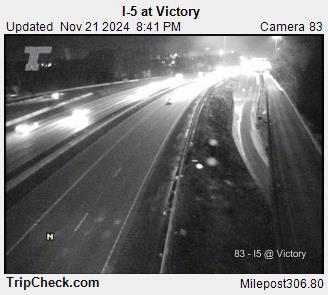 I-5 at Victory
Updated Nov 21 2024 8:41 PM Camera 83
T
N
83 - I5 @ Victory
TripCheck.com Milepost306.80